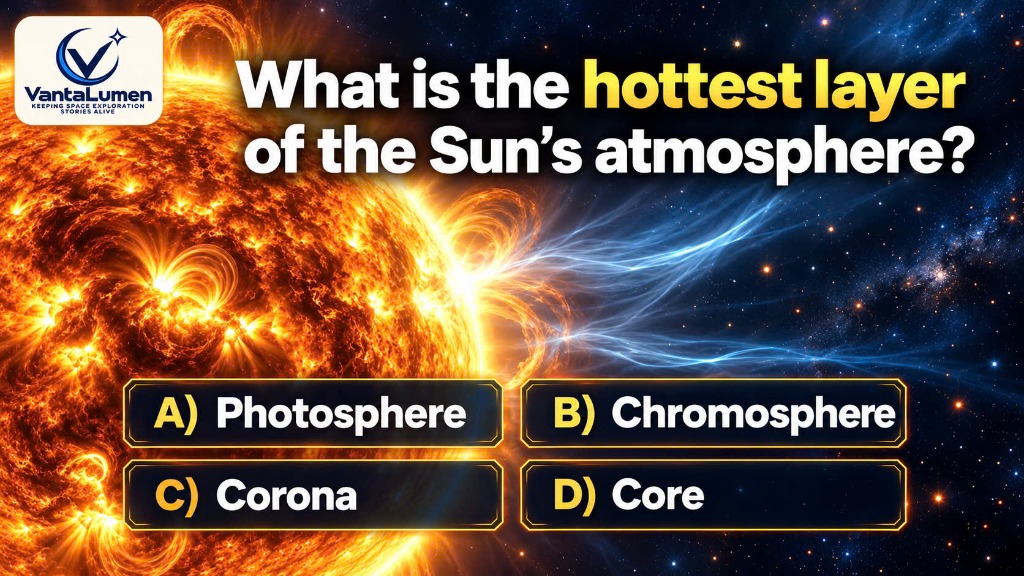 VantaLumen
KEEPING SPACE EXPLORATION
STORIES ALIVE
What is the hottest layer
of the Sun's atmosphere?
A) Photosphere
B) Chromosphere
C) Corona
D) Core